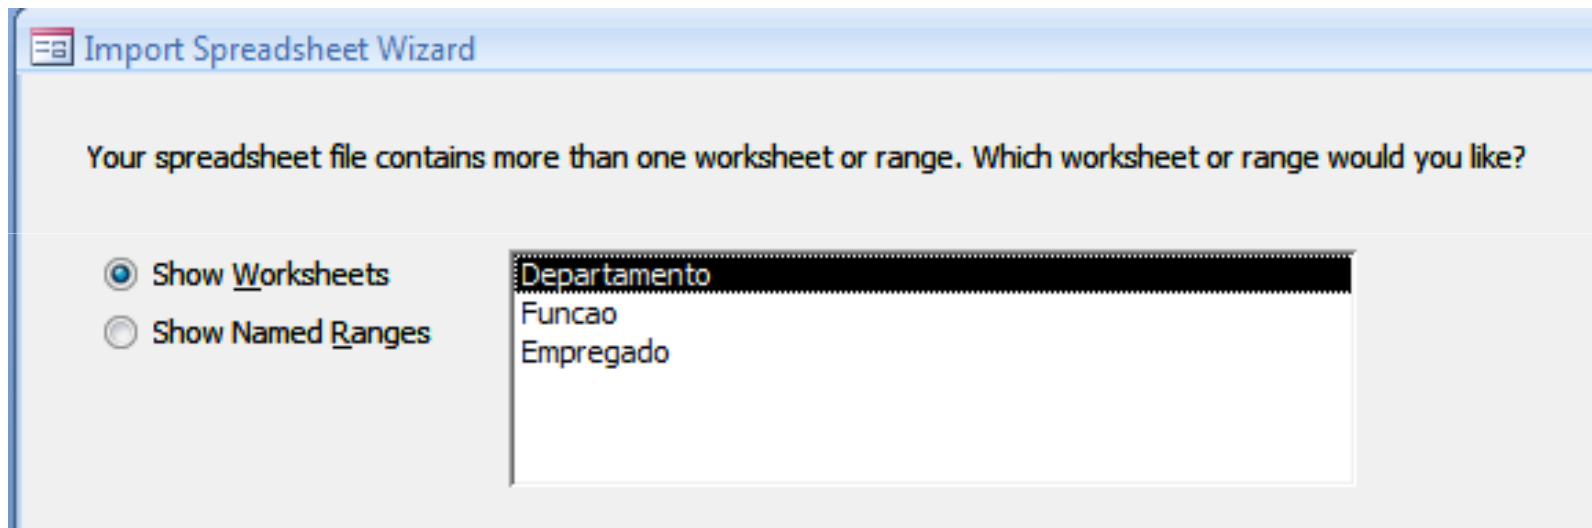 Import Spreadsheet Wizard
Your spreadsheet file contains more than one worksheet or range. Which worksheet or range would you like?
Show Worksheets
Show Named Ranges
Departamento
Funcao
Empregado